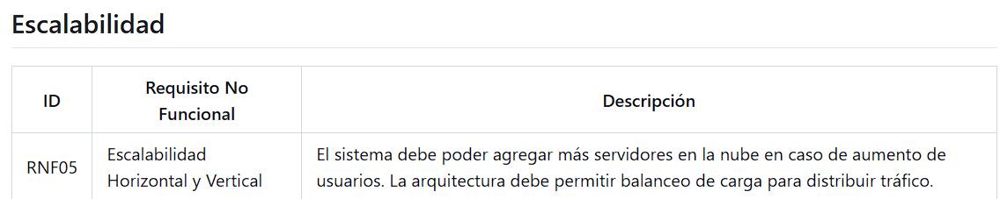 Escalabilidad
ID
Requisito No
Funcional
Descripción
RNF05
Escalabilidad
Horizontal y Vertical
El sistema debe poder agregar más servidores en la nube en caso de aumento de
usuarios. La arquitectura debe permitir balanceo de carga para distribuir tráfico.